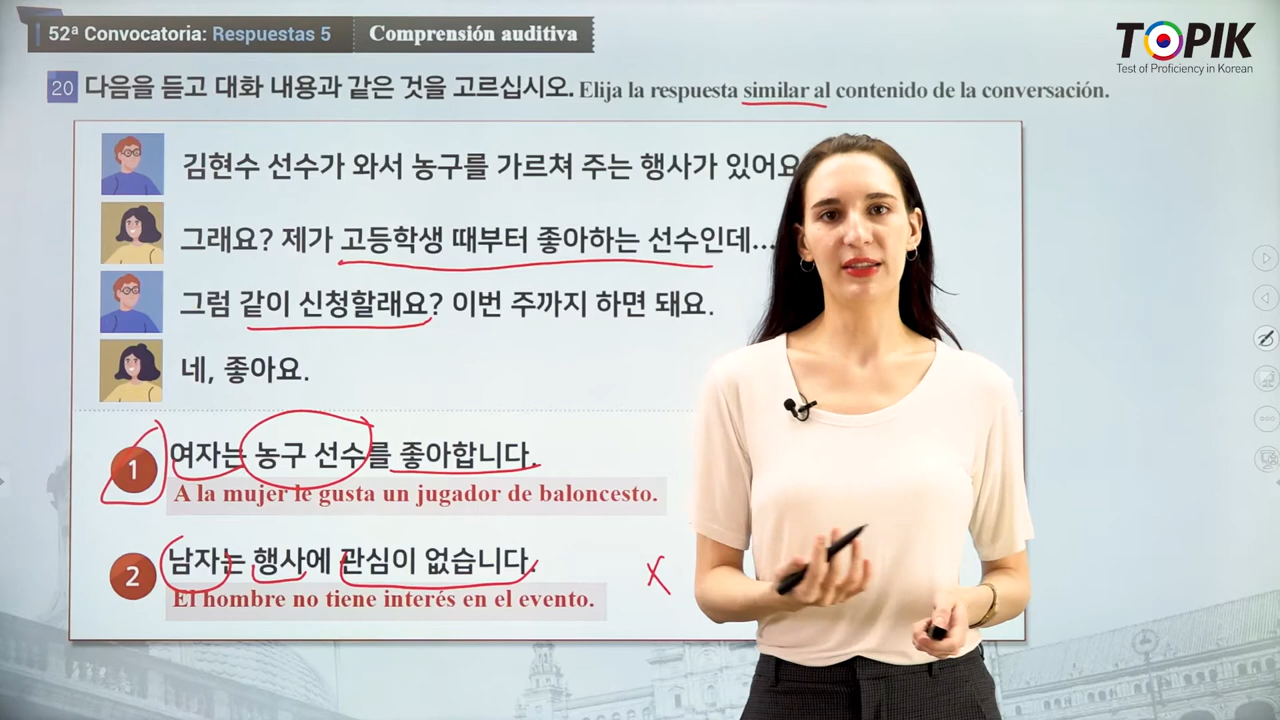 52ª Convocatoria: Respuestas 5 Comprensión auditiva
TOPIK
Test of Proficiency in Korean
20 다음을 듣고 대화 내용과 같은 것을 고르십시오. Elija la respuesta similar al contenido de la conversación.
김현수 선수가 와서 농구를 가르쳐 주는 행사가 있어요
그래요? 제가 고등학생 때부터 좋아하는 선수인데...
그럼 같이 신청할래요? 이번 주까지 하면 돼요.
네, 좋아요.
1 여자는 농구 선수를 좋아합니다.
A la mujer le gusta un jugador de baloncesto.
2 남자는 행사에 관심이 없습니다.
El hombre no tiene interés en el evento.
X